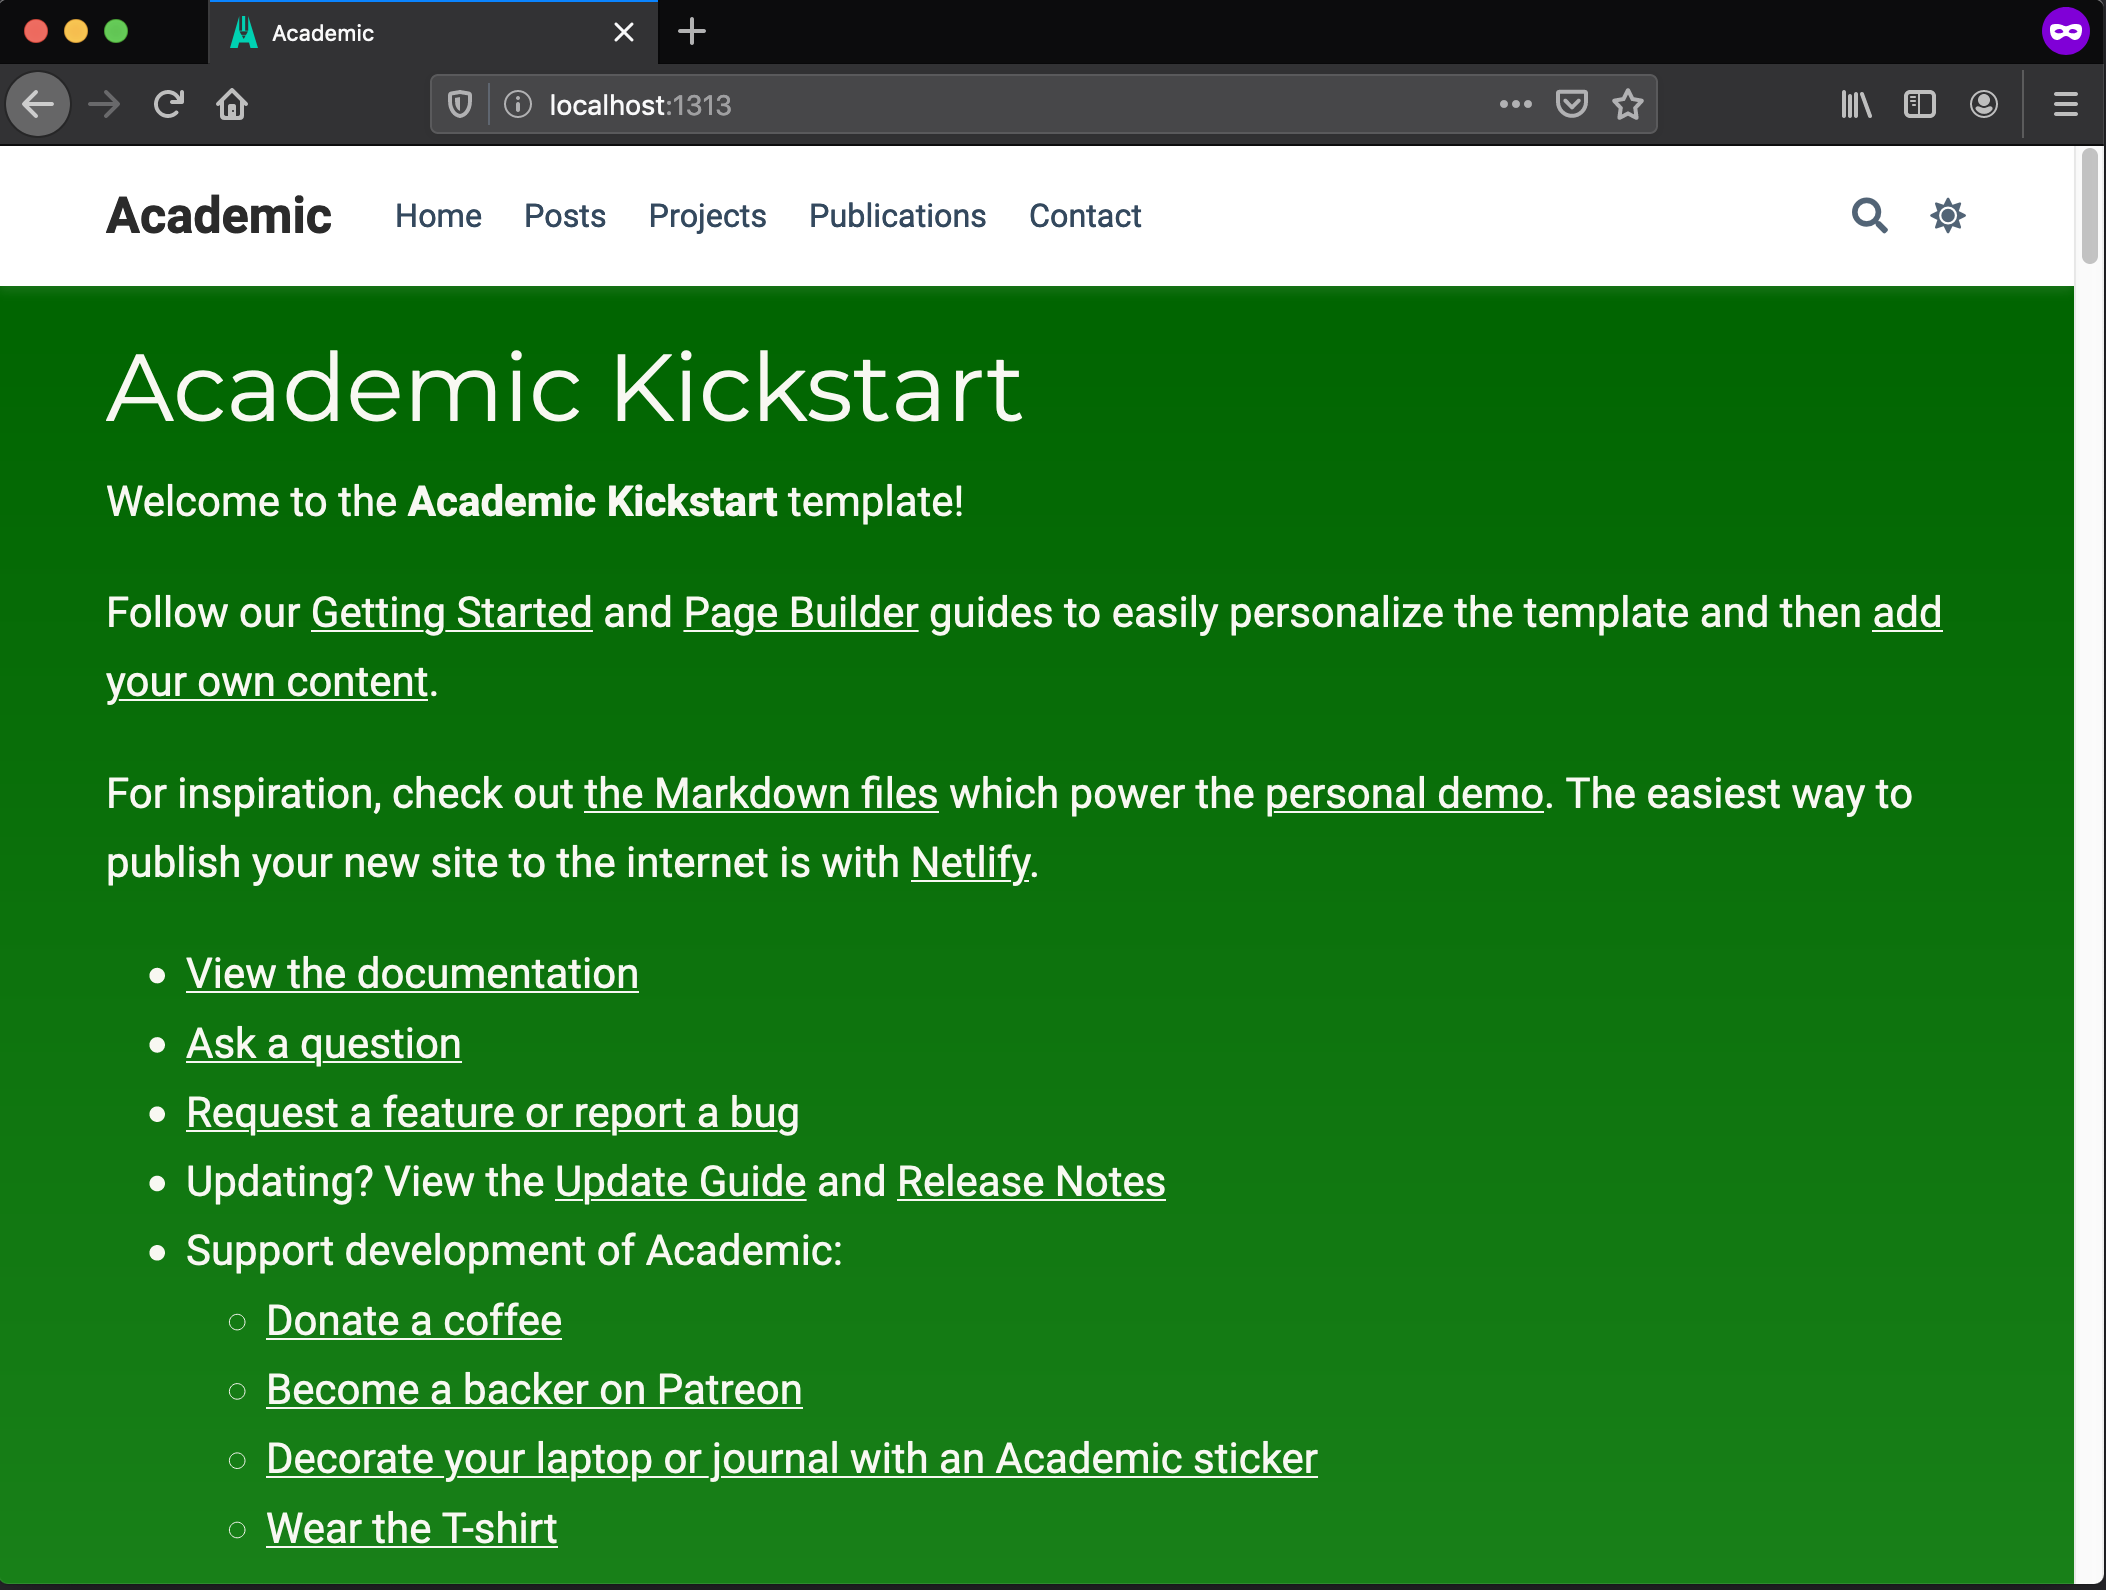 Academic
localhost:1313
Academic Home Posts Projects Publications Contact
Academic Kickstart
Welcome to the Academic Kickstart template!
Follow our Getting Started and Page Builder guides to easily personalize the template and then add
your own content.
For inspiration, check out the Markdown files which power the personal demo. The easiest way to
publish your new site to the internet is with Netlify.
View the documentation
Ask a question
Request a feature or report a bug
Updating? View the Update Guide and Release Notes
Support development of Academic:
Donate a coffee
Become a backer on Patreon
Decorate your laptop or journal with an Academic sticker
Wear the T-shirt